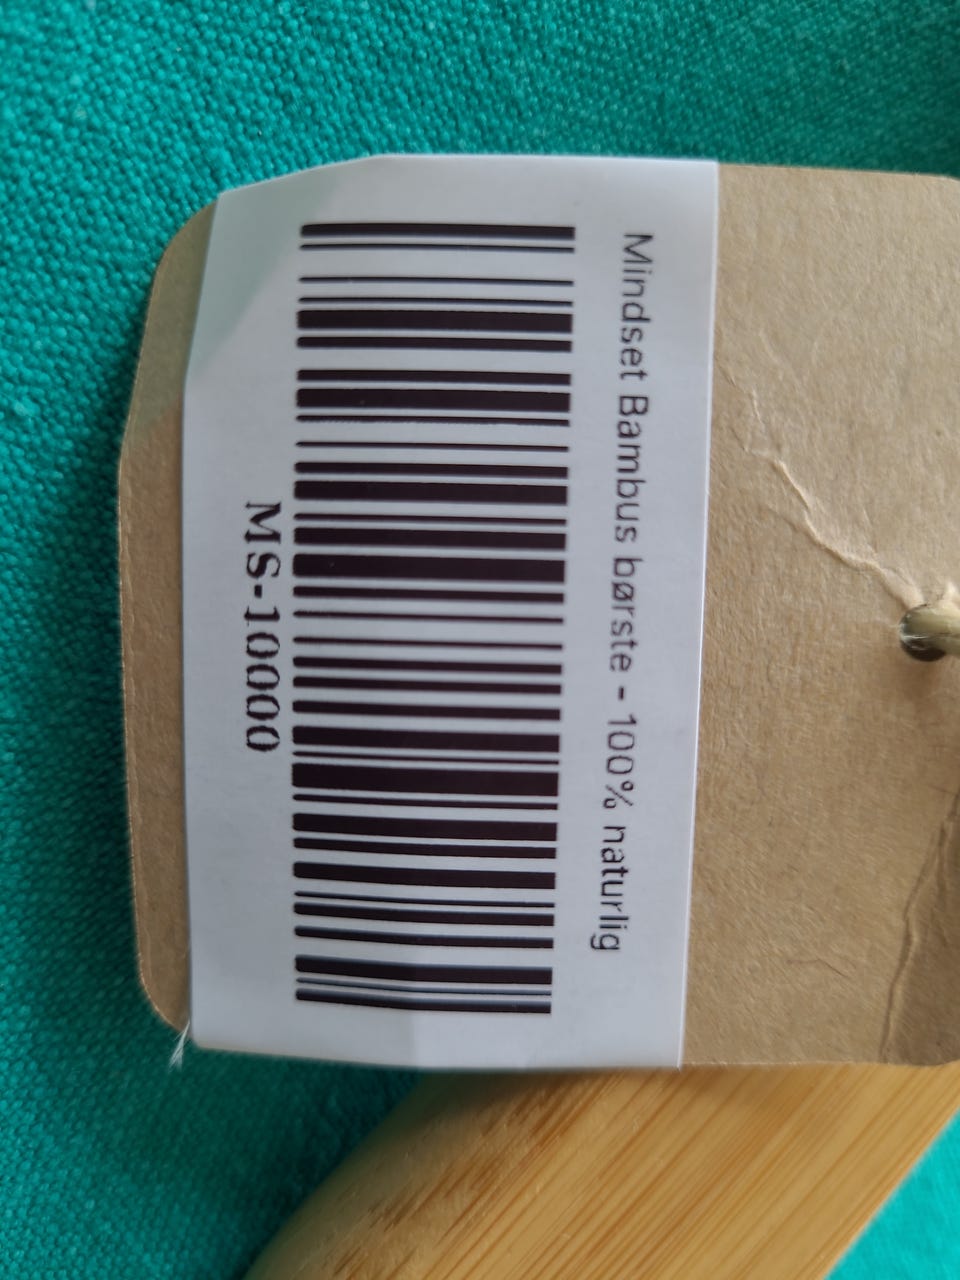 Mindset Bambus børste - 100% naturlig
MS-10000